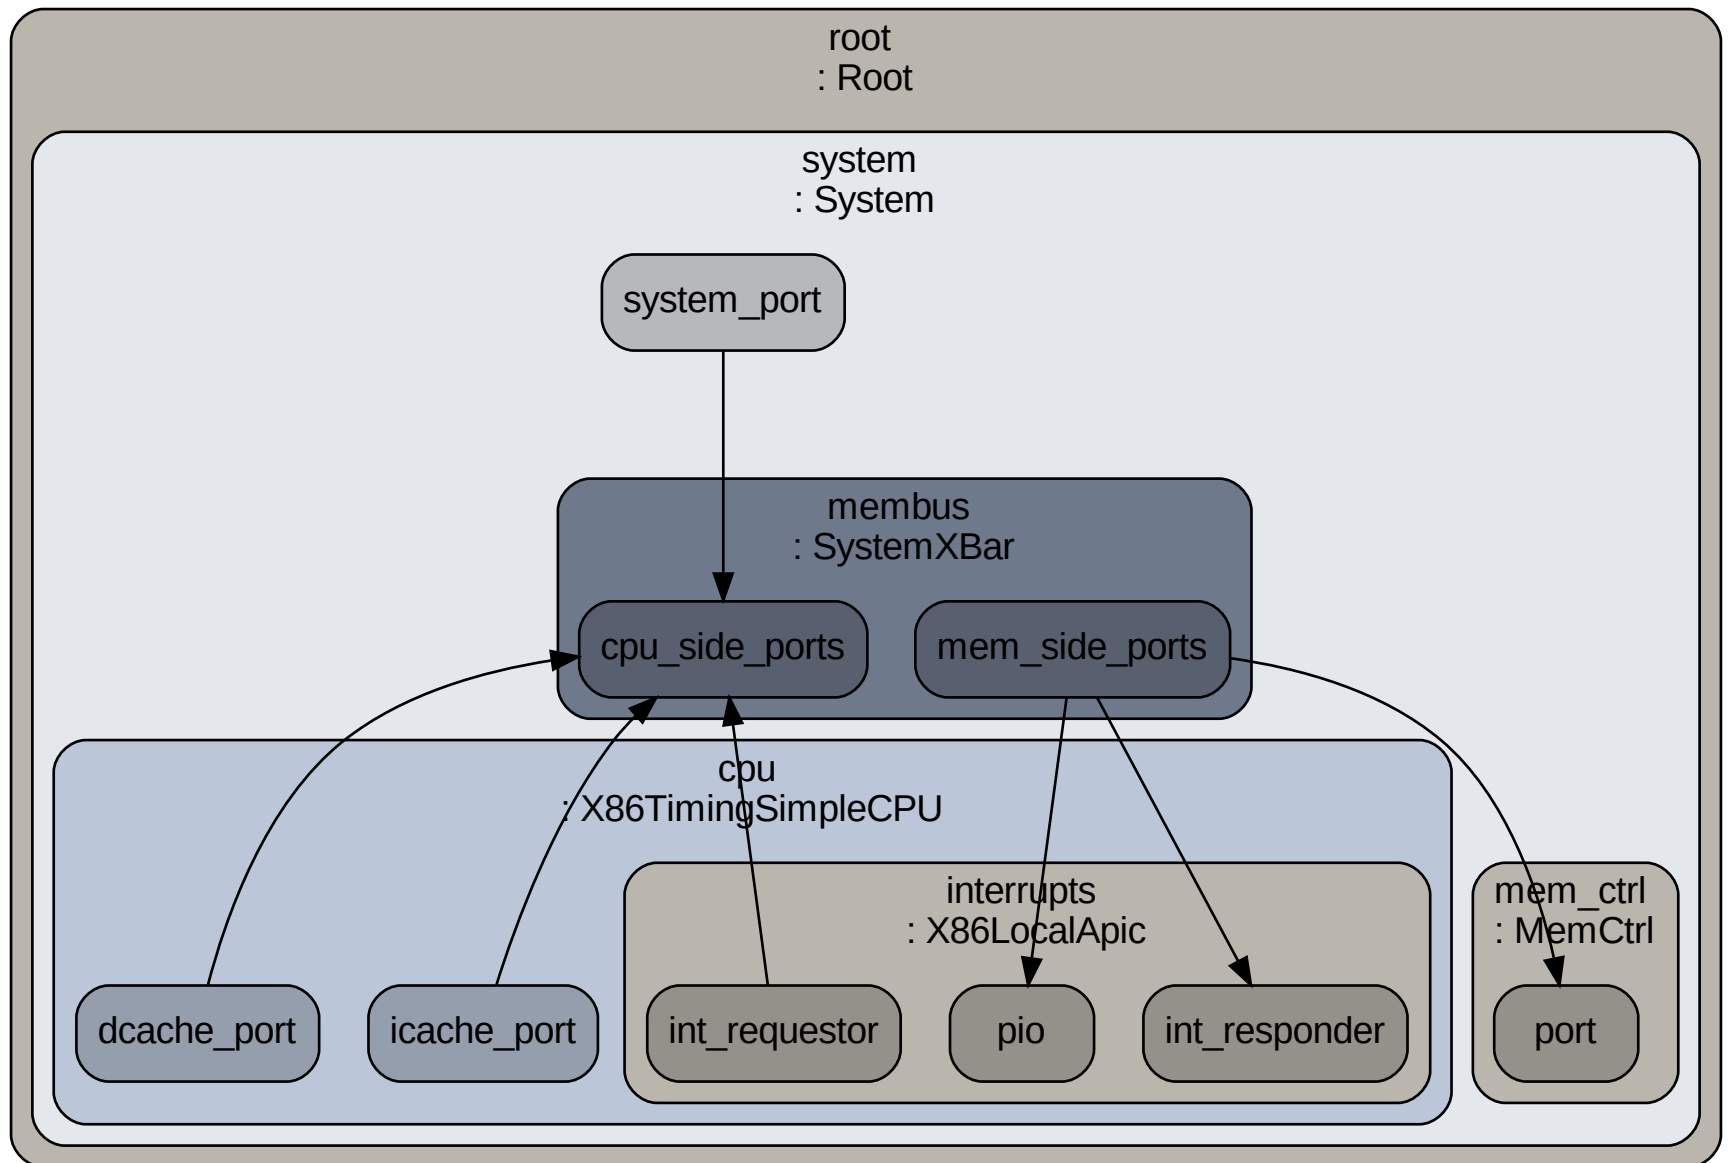 root
: Root
system
: System
system_port
membus
: SystemXBar
cpu_side_ports
mem_side_ports
cpu
: X86TimingSimpleCPU
interrupts
: X86LocalApic
mem_ctrl
: MemCtrl
dcache_port
icache_port
int_requestor
pio
int_responder
port